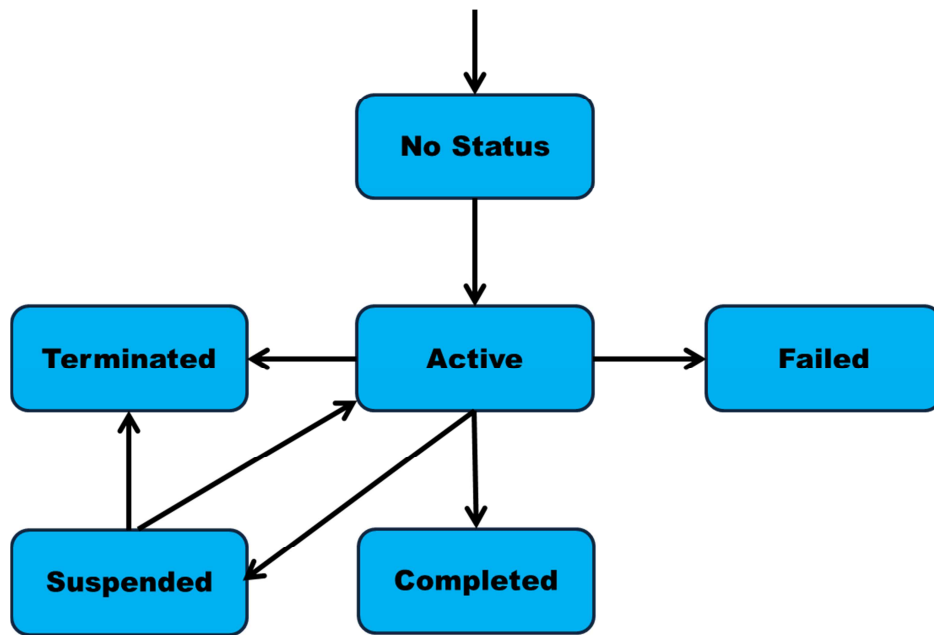 No Status
Terminated
Active
Failed
Suspended
Completed